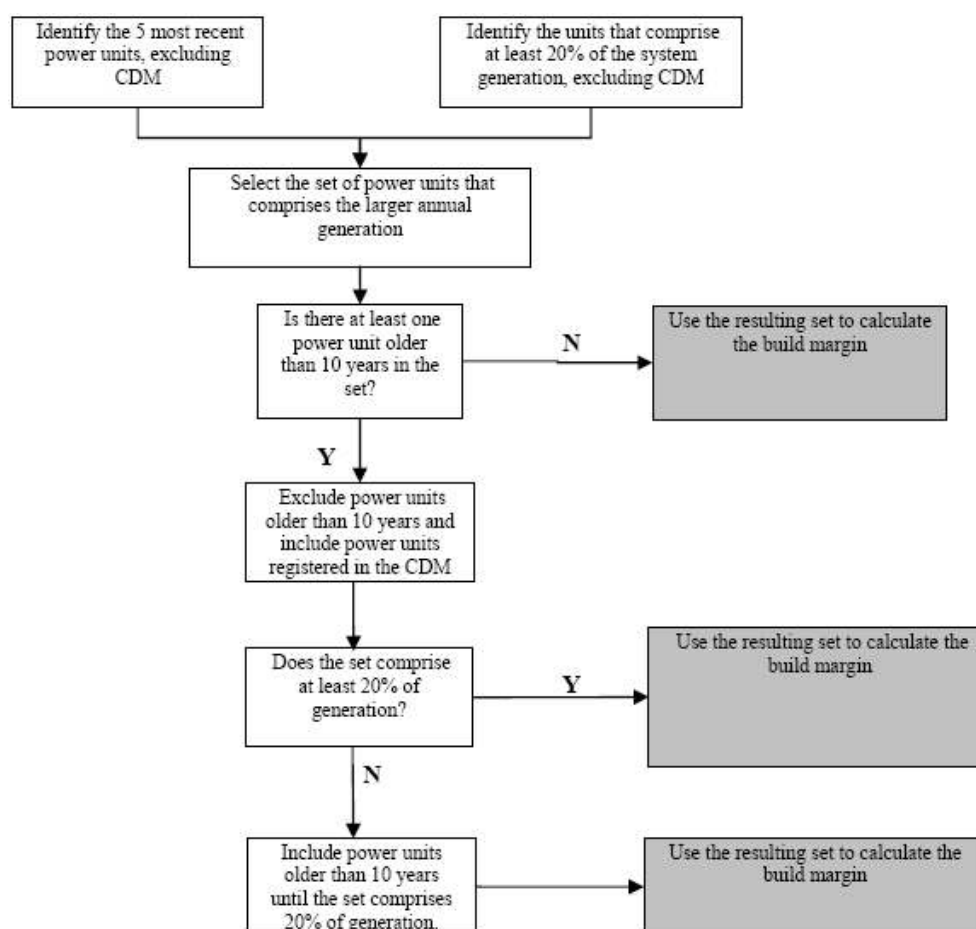 Identify the 5 most recent
power units, excluding
CDM
Identify the units that comprise
at least 20% of the system
generation, excluding CDM
Select the set of power units that
comprises the larger annual
generation
Is there at least one
power unit older
than 10 years in the
set?
N
Use the resulting set to calculate
the build margin
Y
Exclude power units
older than 10 years and
include power units
registered in the CDM
Does the set comprise
at least 20% of
generation?
Y
Use the resulting set to calculate the
build margin
N
Include power units
older than 10 years
until the set comprises
20% of generation.
Use the resulting set to calculate the
build margin